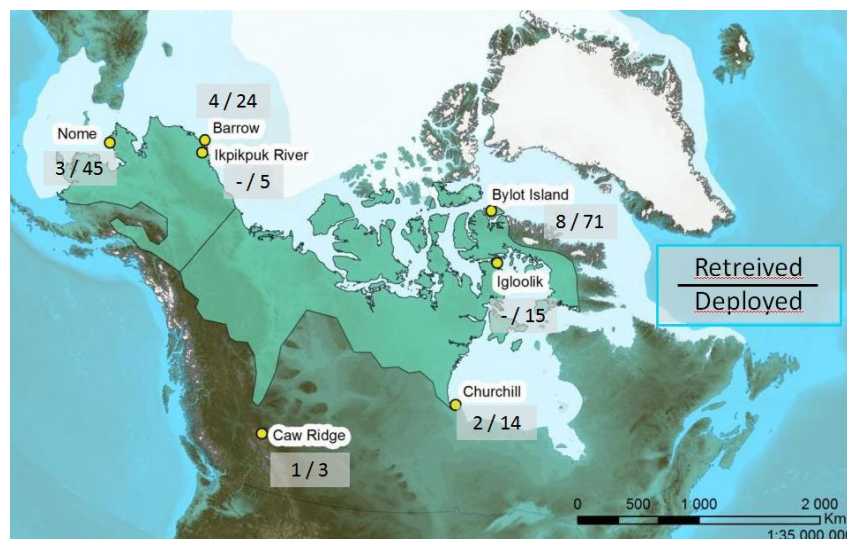 4 / 24
Nome
Barrow
Ikpikpuk River
3 / 45
- / 5
Bylot Island
8 / 71
Retreived
Deployed
Igloolik
- / 15
Churchill
2 / 14
Caw Ridge
1 / 3
0 500 1 000 2 000
Km
1:35 000 000